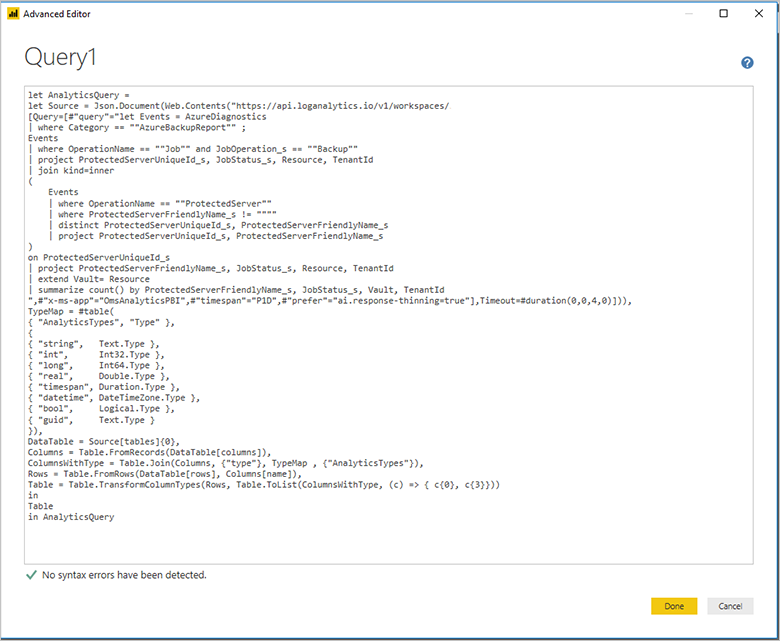 Advanced Editor
Query1
?
let AnalyticsQuery =
let Source = Json.Document(Web.Contents("https://api.loganalytics.io/v1/workspaces/
[Query=[#"query"="let Events = AzureDiagnostics
| where Category == ""AzureBackupReport"" ;
Events
| where OperationName == ""Job"" and JobOperation_s == ""Backup""
| project ProtectedServerUniqueId_s, JobStatus_s, Resource, TenantId
| join kind=inner
(
    Events
    | where OperationName == ""ProtectedServer""
    | where ProtectedServerFriendlyName_s != """"
    | distinct ProtectedServerUniqueId_s, ProtectedServerFriendlyName_s
    | project ProtectedServerUniqueId_s, ProtectedServerFriendlyName_s
)
on ProtectedServerUniqueId_s
| project ProtectedServerFriendlyName_s, JobStatus_s, Resource, TenantId
| extend Vault= Resource
| summarize count() by ProtectedServerFriendlyName_s, JobStatus_s, Vault, TenantId
",#"x-ms-app"="OmsAnalyticsPBI",#"timespan"="P1D",#"prefer"="ai.response-thinning=true"],Timeout=#duration(0,0,4,0)])),
TypeMap = #table(
{ "AnalyticsTypes", "Type" },
{
{ "string",   Text.Type },
{ "int",      Int32.Type },
{ "long",     Int64.Type },
{ "real",     Double.Type },
{ "timespan", Duration.Type },
{ "datetime", DateTimeZone.Type },
{ "bool",     Logical.Type },
{ "guid",     Text.Type }
}),
DataTable = Source[tables]{0},
Columns = Table.FromRecords(DataTable[columns]),
ColumnsWithType = Table.Join(Columns, {"type"}, TypeMap , {"AnalyticsTypes"}),
Rows = Table.FromRows(DataTable[rows], Columns[name]),
Table = Table.TransformColumnTypes(Rows, Table.ToList(ColumnsWithType, (c) => { c{0}, c{3}}))
in
Table
in AnalyticsQuery
No syntax errors have been detected.
Done
Cancel